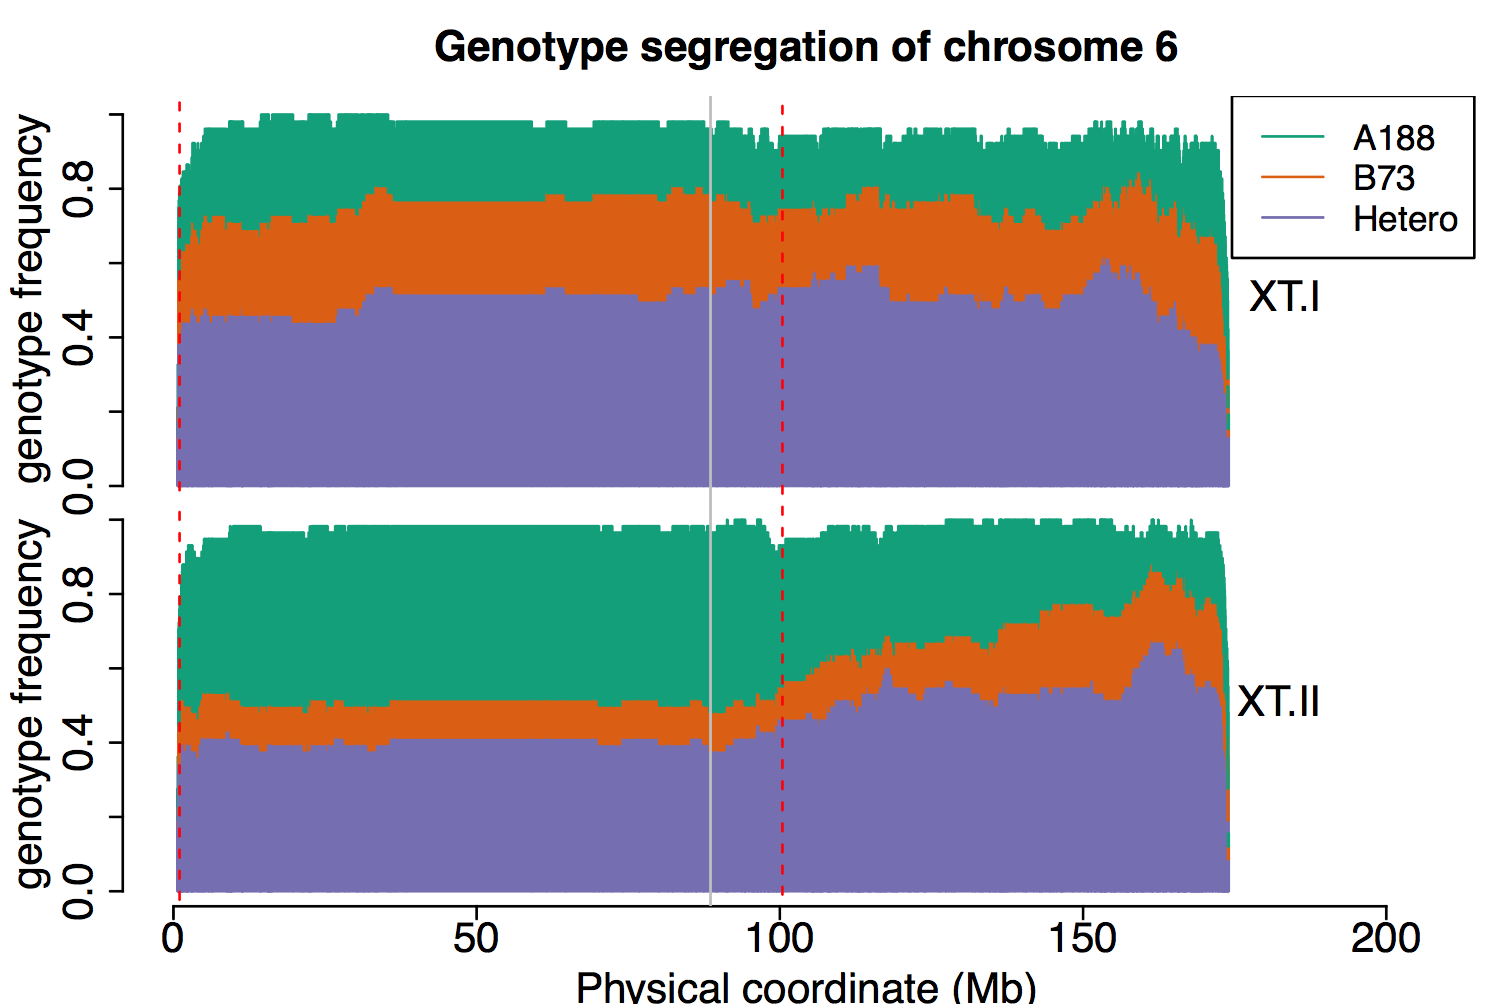 Genotype segregation of chrosome 6
genotype frequency
0.0 0.4 0.8
A188
B73
Hetero
XT.I
genotype frequency
0.0 0.4 0.8
XT.II
0 50 100 150 200
Physical coordinate (Mb)